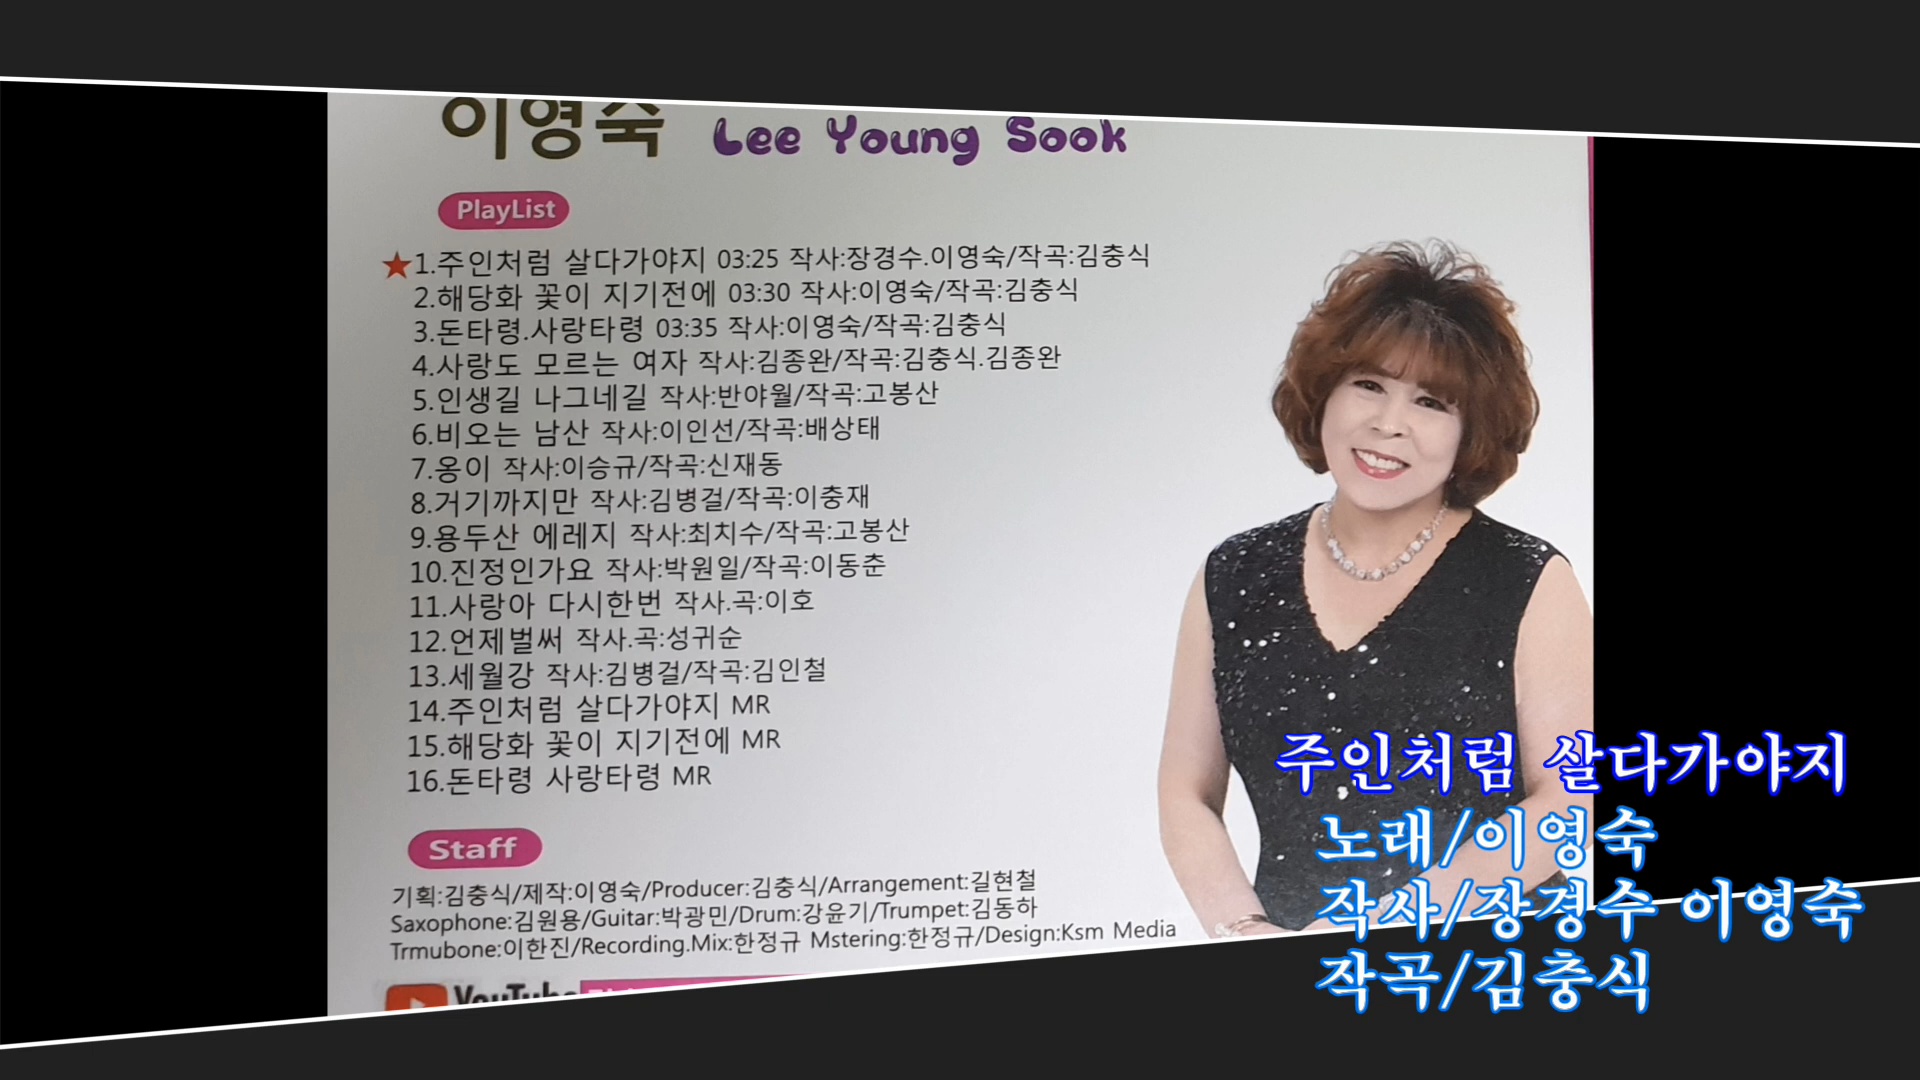 이영숙 Lee Young Sook
PlayList
★1.주인처럼 살다가야지 03:25 작사:장경수.이영숙/작곡:김충식
2.해당화 꽃이 지기전에 03:30 작사:이영숙/작곡:김충식
3.돈타령.사랑타령 03:35 작사:이영숙/작곡:김충식
4.사랑도 모르는 여자 작사:김종완/작곡:김충식.김종완
5.인생길 나그네길 작사:반야월/작곡:고봉산
6.비오는 남산 작사:이인선/작곡:배상태
7.옹이 작사:이승규/작곡:신재동
8.거기까지만 작사:김병걸/작곡:이충재
9.용두산 에레지 작사:최치수/작곡:고봉산
10.진정인가요 작사:박원일/작곡:이동춘
11.사랑아 다시한번 작사.곡:이호
12.언제벌써 작사.곡:성귀순
13.세월강 작사:김병걸/작곡:김인철
14.주인처럼 살다가야지 MR
15.해당화 꽃이 지기전에 MR
16.돈타령 사랑타령 MR
Staff
기획:김충식/제작:이영숙/Producer:김충식/Arrangement:길현철
Saxophone:김원용/Guitar:박광민/Drum:강윤기/Trumpet:김동하
Trmubone:이한진/Recording.Mix:한정규 Mstering:한정규/Design:Ksm Media
YouTube
주인처럼 살다가야지
노래/이영숙
작사/장경수 이영숙
작곡/김충식